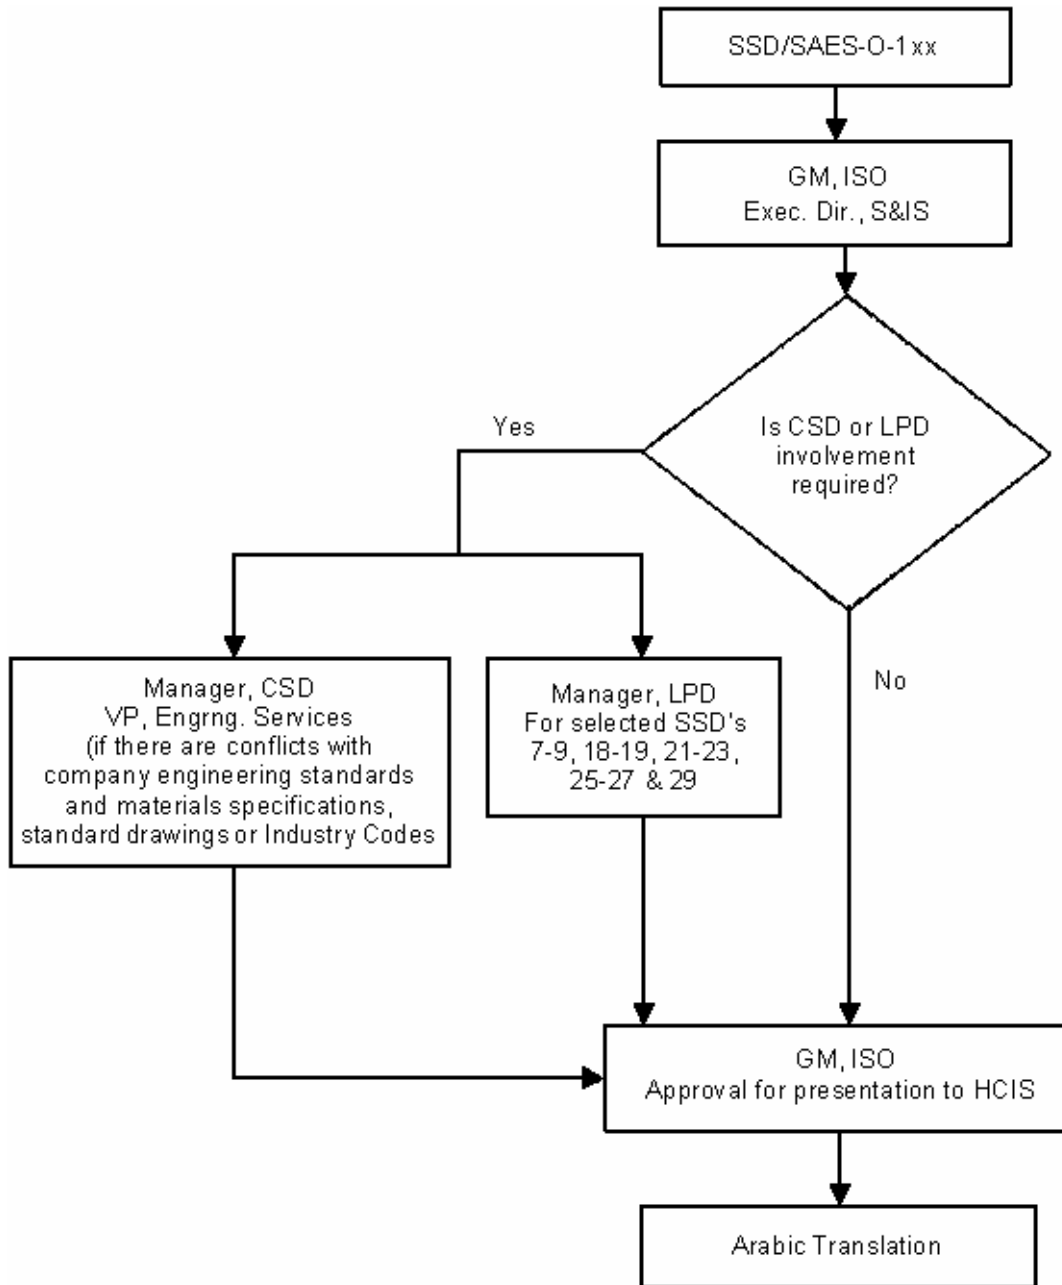 SSD/SAES-O-1xx
GM, ISO
Exec. Dir., S&IS
Is CSD or LPD
involvement
required?
Yes
No
Manager, CSD
VP, Engrng. Services
(if there are conflicts with
company engineering standards
and materials specifications,
standard drawings or Industry Codes
Manager, LPD
For selected SSD's
7-9, 18-19, 21-23,
25-27 & 29
GM, ISO
Approval for presentation to HCIS
Arabic Translation